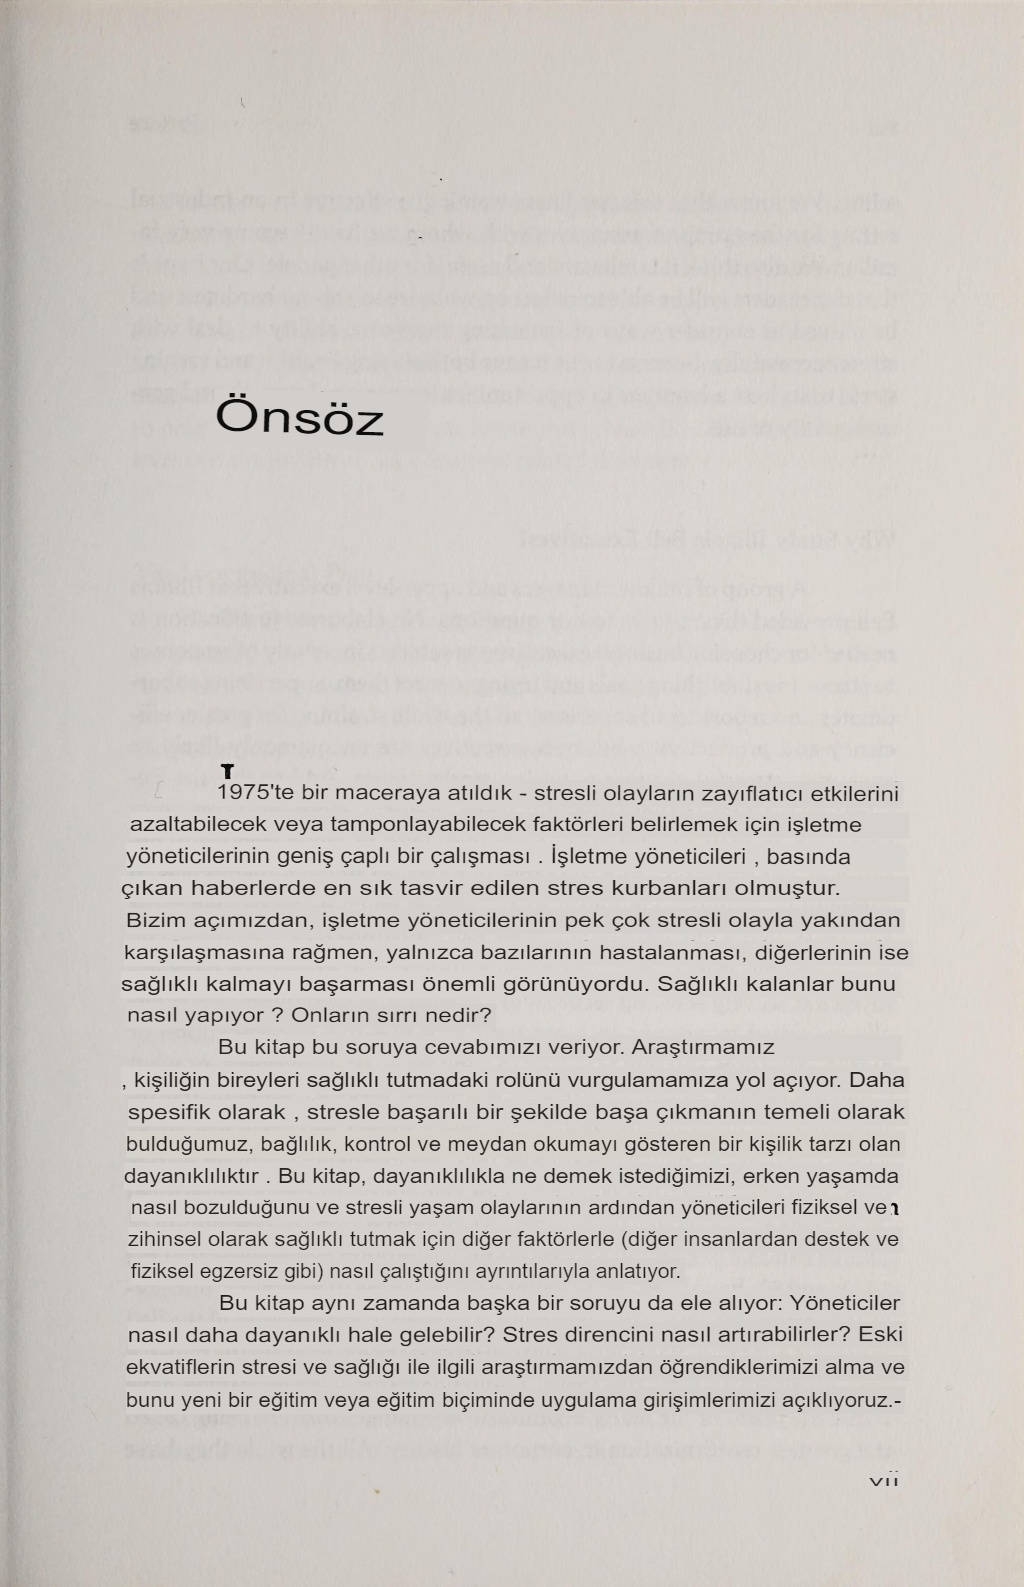 Önsöz
1975'te bir maceraya atıldık - stresli olayların zayıflatıcı etkilerini
azaltabilecek veya tamponlayabilecek faktörleri belirlemek için işletme
yöneticilerinin geniş çaplı bir çalışması . İşletme yöneticileri , basında
çıkan haberlerde en sık tasvir edilen stres kurbanları olmuştur.
Bizim açımızdan, işletme yöneticilerinin pek çok stresli olayla yakından
karşılaşmasına rağmen, yalnızca bazılarının hastalanması, diğerlerinin ise
sağlıklı kalmayı başarması önemli görünüyordu. Sağlıklı kalanlar bunu
nasıl yapıyor ? Onların sırrı nedir?
Bu kitap bu soruya cevabımızı veriyor. Araştırmamız
, kişiliğin bireyleri sağlıklı tutmadaki rolünü vurgulamamıza yol açıyor. Daha
spesifik olarak , stresle başarılı bir şekilde başa çıkmanın temeli olarak
bulduğumuz, bağlılık, kontrol ve meydan okumayı gösteren bir kişilik tarzı olan
dayanıklılıktır . Bu kitap, dayanıklılıkla ne demek istediğimizi, erken yaşamda
nasıl bozulduğunu ve stresli yaşam olaylarının ardından yöneticileri fiziksel ve
zihinsel olarak sağlıklı tutmak için diğer faktörlerle (diğer insanlardan destek ve
fiziksel egzersiz gibi) nasıl çalıştığını ayrıntılarıyla anlatıyor.
Bu kitap aynı zamanda başka bir soruyu da ele alıyor: Yöneticiler
nasıl daha dayanıklı hale gelebilir? Stres direncini nasıl artırabilirler? Eski
ekvatiflerin stresi ve sağlığı ile ilgili araştırmamızdan öğrendiklerimizi alma ve
bunu yeni bir eğitim veya eğitim biçiminde uygulama girişimlerimizi açıklıyoruz.-
vii